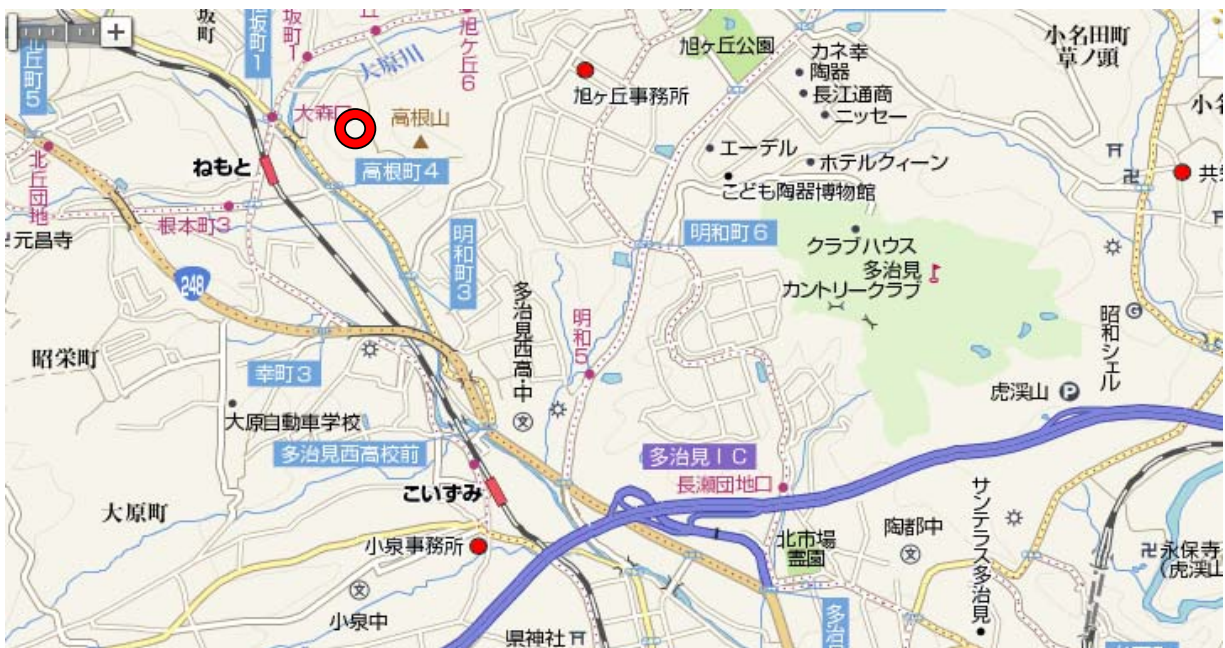 坂町
旭ケ丘6
坂町1
大原川
北丘町5
大森
高根山
高根町4
ねもと
北丘団地
根本町3
元昌寺
248
明和町3
昭栄町
幸町3
大原自動車学校
多治見西高校前
こいずみ
大原町
小泉事務所
小泉中
県神社
旭ヶ丘公園
旭ヶ丘事務所
カネ幸
陶器
長江通商
ニッセー
エーデル
ホテルクィーン
こども陶器博物館
明和町6
クラブハウス
多治見
カントリークラブ
多治見西高・中
明和5
小名田町
草ノ頭
小名
共栄
昭和シェル
虎渓山
P
G
多治見IC
長瀬団地口
北市場
霊園
陶都中
サンテラス多治見
永保寺
(虎渓山
多治見